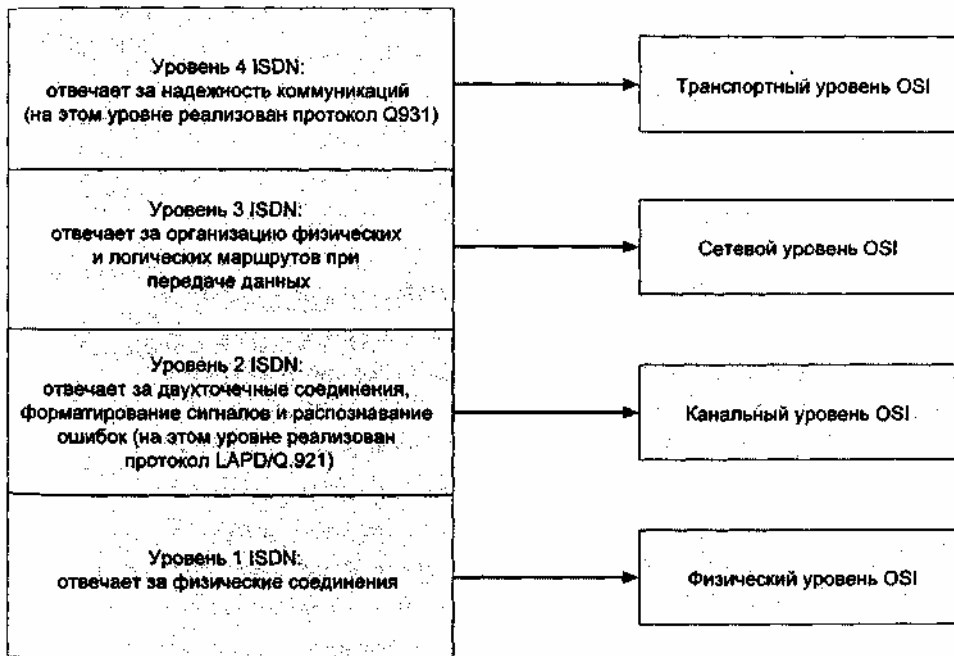 Уровень 4 ISDN:
отвечает за надежность коммуникаций
(на этом уровне реализован протокол Q931)
Транспортный уровень OSI
Уровень 3 ISDN:
отвечает за организацию физических
и логических маршрутов при
передаче данных
Сетевой уровень OSI
Уровень 2 ISDN:
отвечает за двухточечные соединения,
форматирование сигналов и распознавание
ошибок (на этом уровне реализован
протокол LAPD/Q.921)
Канальный уровень OSI
Уровень 1 ISDN:
отвечает за физические соединения
Физический уровень OSI